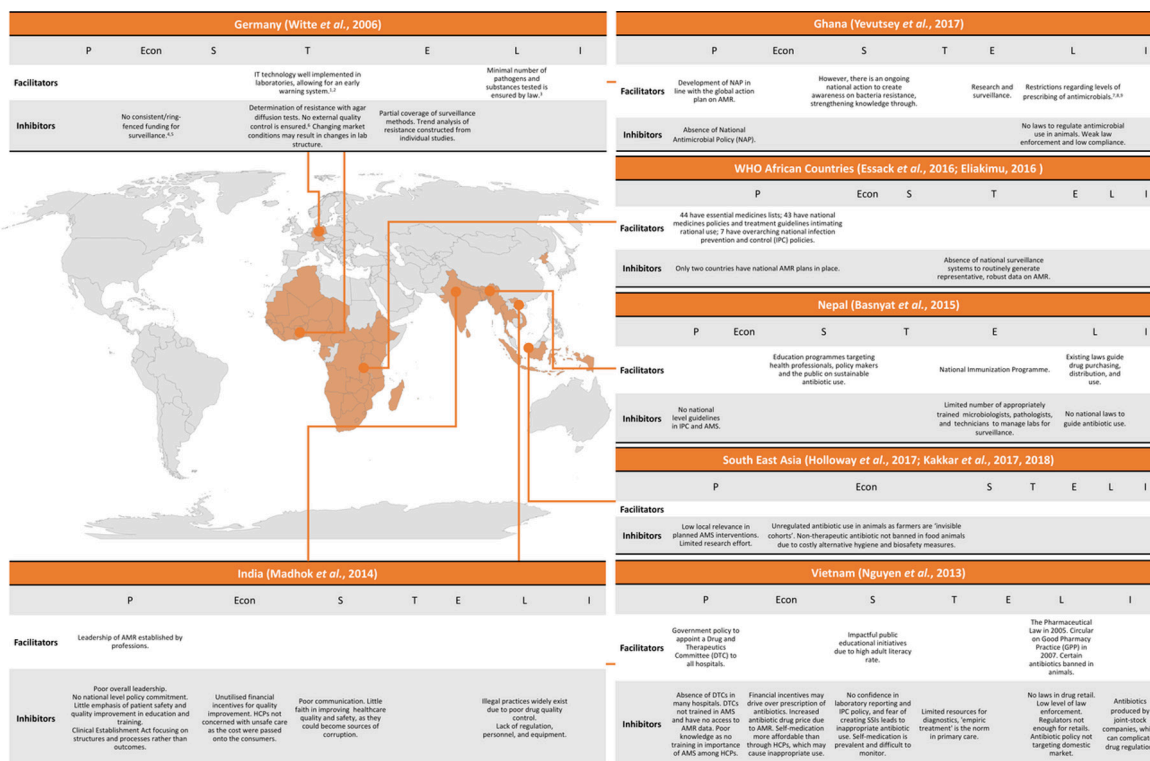 Germany (Witte et al., 2006)
P Econ S T E L I
Facilitators
IT technology well implemented in
laboratories, allowing for an early
warning system.1,2
Minimal number of
pathogens and
substances tested is
ensured by law.3
Inhibitors
No consistent/ring-
fenced funding for
surveillance.4,5
Determination of resistance with agar
diffusion tests. No external quality
control is ensured.6 Changing market
conditions may result in changes in lab
structure.
Partial coverage of surveillance
methods. Trend analysis of
resistance constructed from
individual studies.
Ghana (Yevutsey et al., 2017)
P Econ S T E L I
Facilitators
Development of NAP in
line with the global action
plan on AMR.
However, there is an ongoing
national action to create
awareness on bacteria resistance,
strengthening knowledge through.
Research and
surveillance.
Restrictions regarding levels of
prescribing of antimicrobials.7,8,9
Inhibitors
Absence of National
Antimicrobial Policy (NAP).
No laws to regulate antimicrobial
use in animals. Weak law
enforcement and low compliance.
WHO African Countries (Essack et al., 2016; Eliakimu, 2016 )
P Econ S T E L I
Facilitators
44 have essential medicines lists; 43 have national
medicines policies and treatment guidelines intimating
rational use; 7 have overarching national infection
prevention and control (IPC) policies.
Inhibitors
Only two countries have national AMR plans in place.
Absence of national surveillance
systems to routinely generate
representative, robust data on AMR.
Nepal (Basnyat et al., 2015)
P Econ S T E L I
Facilitators
Education programmes targeting
health professionals, policy makers
and the public on sustainable
antibiotic use.
National Immunization Programme.
Existing laws guide
drug purchasing,
distribution, and
use.
Inhibitors
No national
level guidelines
in IPC and AMS.
Limited number of appropriately
trained microbiologists, pathologists,
and technicians to manage labs for
surveillance.
No national laws to
guide antibiotic use.
South East Asia (Holloway et al., 2017; Kakkar et al., 2017, 2018)
P Econ S T E L I
Facilitators
Inhibitors
Low local relevance in
planned AMS interventions.
Limited research effort.
Unregulated antibiotic use in animals as farmers are ‘invisible
cohorts’. Non-therapeutic antibiotic not banned in food animals
due to costly alternative hygiene and biosafety measures.
India (Madhok et al., 2014)
P Econ S T E L I
Facilitators
Leadership of AMR established by
professions.
Inhibitors
Poor overall leadership.
No national level policy commitment.
Little emphasis of patient safety and
quality improvement in education and
training.
Clinical Establishment Act focusing on
structures and processes rather than
outcomes.
Unutilised financial
incentives for quality
improvement. HCPs not
concerned with unsafe care
as the cost were passed
onto the consumers.
Poor communication. Little
faith in improving healthcare
quality and safety, as they
could become sources of
corruption.
Illegal practices widely exist
due to poor drug quality
control.
Lack of regulation,
personnel, and equipment.
Vietnam (Nguyen et al., 2013)
P Econ S T E L I
Facilitators
Government policy to
appoint a Drug and
Therapeutics
Committee (DTC) to
all hospitals.
Impactful public
educational initiatives
due to high adult literacy
rate.
The Pharmaceutical
Law in 2005. Circular
on Good Pharmacy
Practice (GPP) in
2007. Certain
antibiotics banned in
animals.
Inhibitors
Absence of DTCs in
many hospitals. DTCs
not trained in AMS
and have no access to
AMR data. Poor
knowledge as no
training in importance
of AMS among HCPs.
Financial incentives may
drive over prescription of
antibiotics. Increased
antibiotic drug price due
to AMR. Self-medication
more affordable than
through HCPs, which may
cause inappropriate use.
No confidence in
laboratory reporting and
IPC policy, and fear of
creating SSIs leads to
inappropriate antibiotic
use. Self-medication is
prevalent and difficult to
monitor.
Limited resources for
diagnostics, ‘empiric
treatment’ is the norm
in primary care.
No laws in drug retail.
Low level of law
enforcement.
Regulators not
enough for retails.
Antibiotic policy not
targeting domestic
market.
Antibiotics
produced by
joint-stock
companies, whic
can complicat
drug regulation